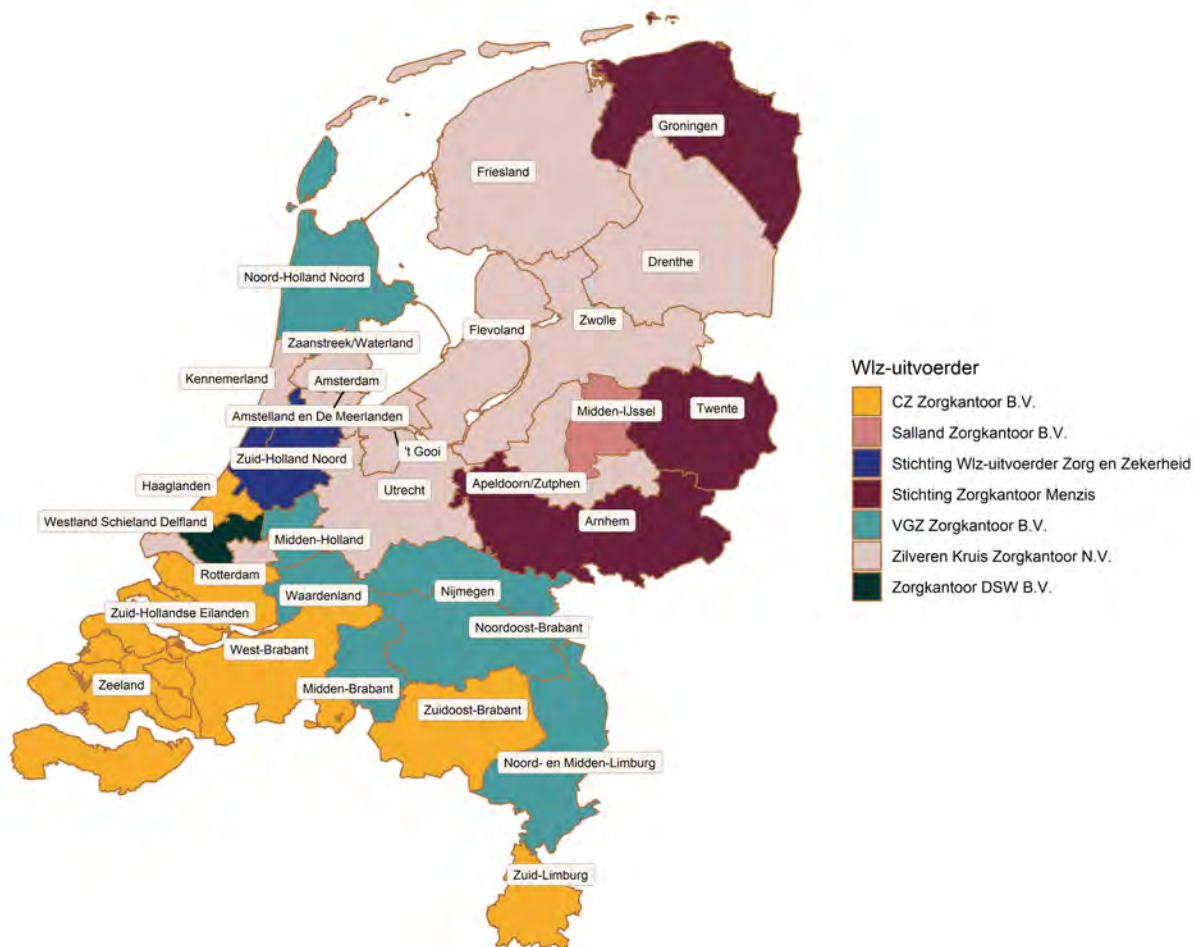 Groningen
Friesland
Drenthe
Noord-Holland Noord
Zwolle
Flevoland
Zaanstreek/Waterland
Kennemerland
Amsterdam
Midden-IJssel
Twente
Amstelland en De Meerlanden
't Gooi
Zuid-Holland Noord
Haaglanden
Utrecht
Apeldoorn/Zutphen
Westland Schieland Delfland
Arnhem
Midden-Holland
Rotterdam
Waardenland
Nijmegen
Zuid-Hollandse Eilanden
Noordoost-Brabant
West-Brabant
Zeeland
Midden-Brabant
Zuidoost-Brabant
Noord- en Midden-Limburg
Zuid-Limburg
Wlz-uitvoerder
CZ Zorgkantoor B.V.
Salland Zorgkantoor B.V.
Stichting Wlz-uitvoerder Zorg en Zekerheid
Stichting Zorgkantoor Menzis
VGZ Zorgkantoor B.V.
Zilveren Kruis Zorgkantoor N.V.
Zorgkantoor DSW B.V.